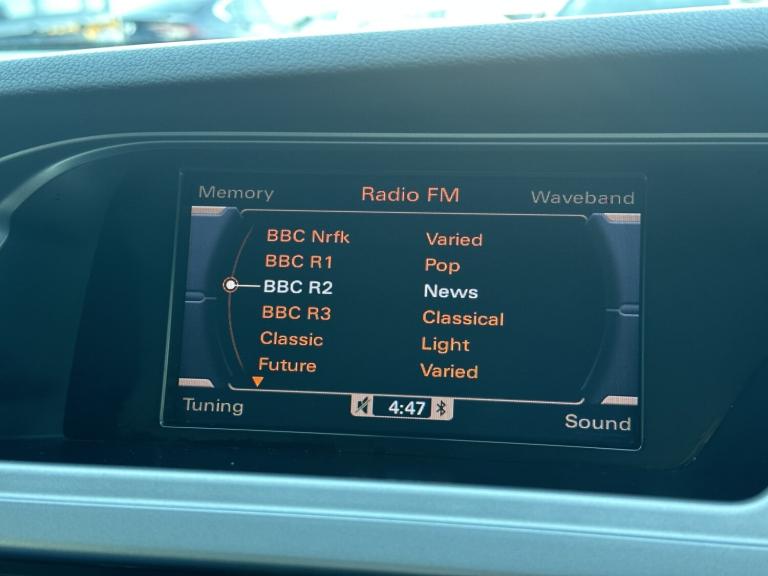 Memory Radio FM Waveband
BBC Nrfk Varied
BBC R1 Pop
BBC R2 News
BBC R3 Classical
Classic Light
Future Varied
Tuning 4:47 Sound